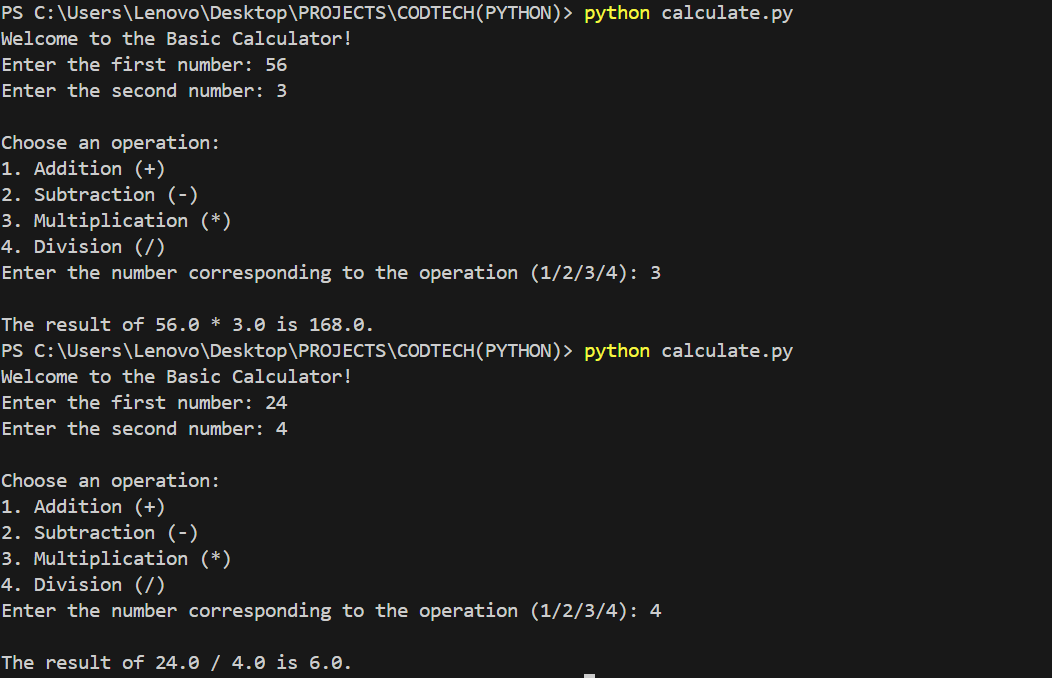 PS C:\Users\Lenovo\Desktop\PROJECTS\CODTECH(PYTHON)> python calculate.py
Welcome to the Basic Calculator!
Enter the first number: 56
Enter the second number: 3
Choose an operation:
1. Addition (+)
2. Subtraction (-)
3. Multiplication (*)
4. Division (/)
Enter the number corresponding to the operation (1/2/3/4): 3
The result of 56.0 * 3.0 is 168.0.
PS C:\Users\Lenovo\Desktop\PROJECTS\CODTECH(PYTHON)> python calculate.py
Welcome to the Basic Calculator!
Enter the first number: 24
Enter the second number: 4
Choose an operation:
1. Addition (+)
2. Subtraction (-)
3. Multiplication (*)
4. Division (/)
Enter the number corresponding to the operation (1/2/3/4): 4
The result of 24.0 / 4.0 is 6.0.